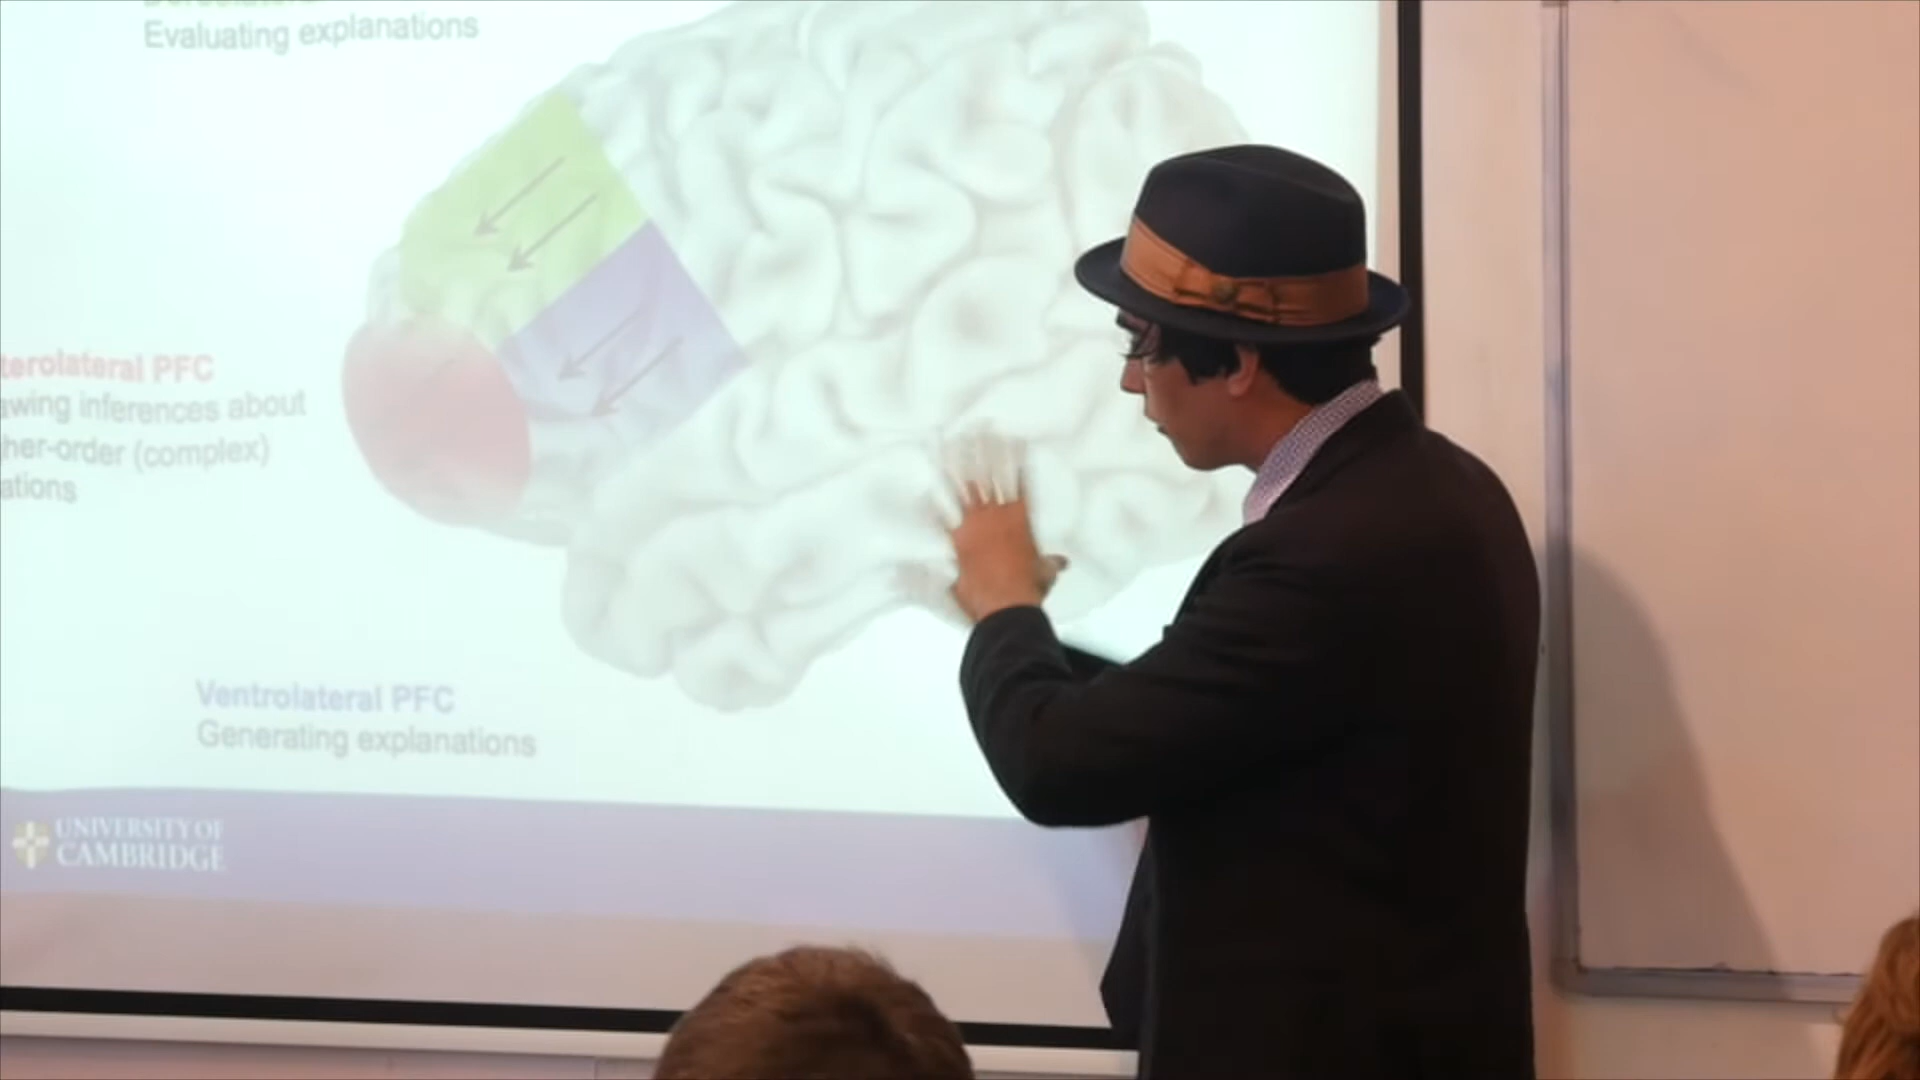 Evaluating explanations
terolateral PFC
awing inferences about
her-order (complex)
ations
Ventrolateral PFC
Generating explanations
UNIVERSITY OF
CAMBRIDGE